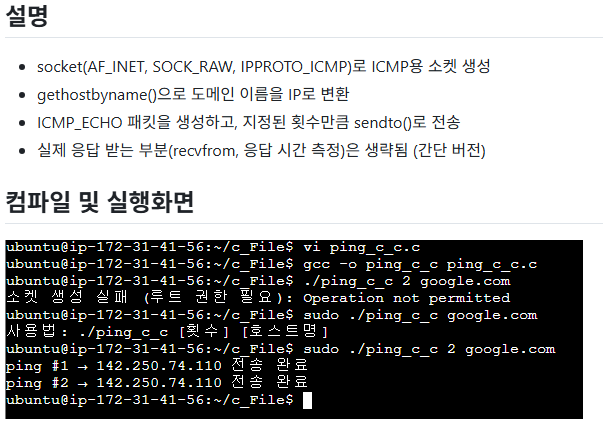 설명
socket(AF_INET, SOCK_RAW, IPPROTO_ICMP)로 ICMP용 소켓 생성
gethostbyname()으로 도메인 이름을 IP로 변환
ICMP_ECHO 패킷을 생성하고, 지정된 횟수만큼 sendto()로 전송
실제 응답 받는 부분(recvfrom, 응답 시간 측정)은 생략됨 (간단 버전)
컴파일 및 실행화면
ubuntu@ip-172-31-41-56:~/c_File$ vi ping_c_c.c
ubuntu@ip-172-31-41-56:~/c_File$ gcc -o ping_c_c ping_c_c.c
ubuntu@ip-172-31-41-56:~/c_File$ ./ping_c_c 2 google.com
소켓 생성 실패 (루트 권한 필요): Operation not permitted
ubuntu@ip-172-31-41-56:~/c_File$ sudo ./ping_c_c google.com
사용법: ./ping_c_c [횟수] [호스트명]
ubuntu@ip-172-31-41-56:~/c_File$ sudo ./ping_c_c 2 google.com
ping #1 → 142.250.74.110 전송 완료
ping #2 → 142.250.74.110 전송 완료
ubuntu@ip-172-31-41-56:~/c_File$